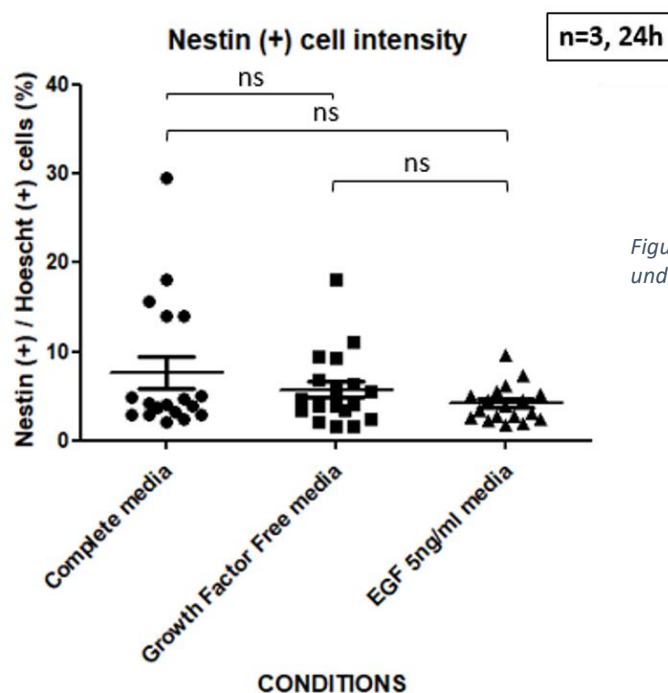 Nestin (+) cell intensity
n=3, 24h
Nestin (+) / Hoescht (+) cells (%)
40
30
20
10
0
ns
ns
ns
Figu
und
Complete media
Growth Factor Free media
EGF 5ng/ml media
CONDITIONS